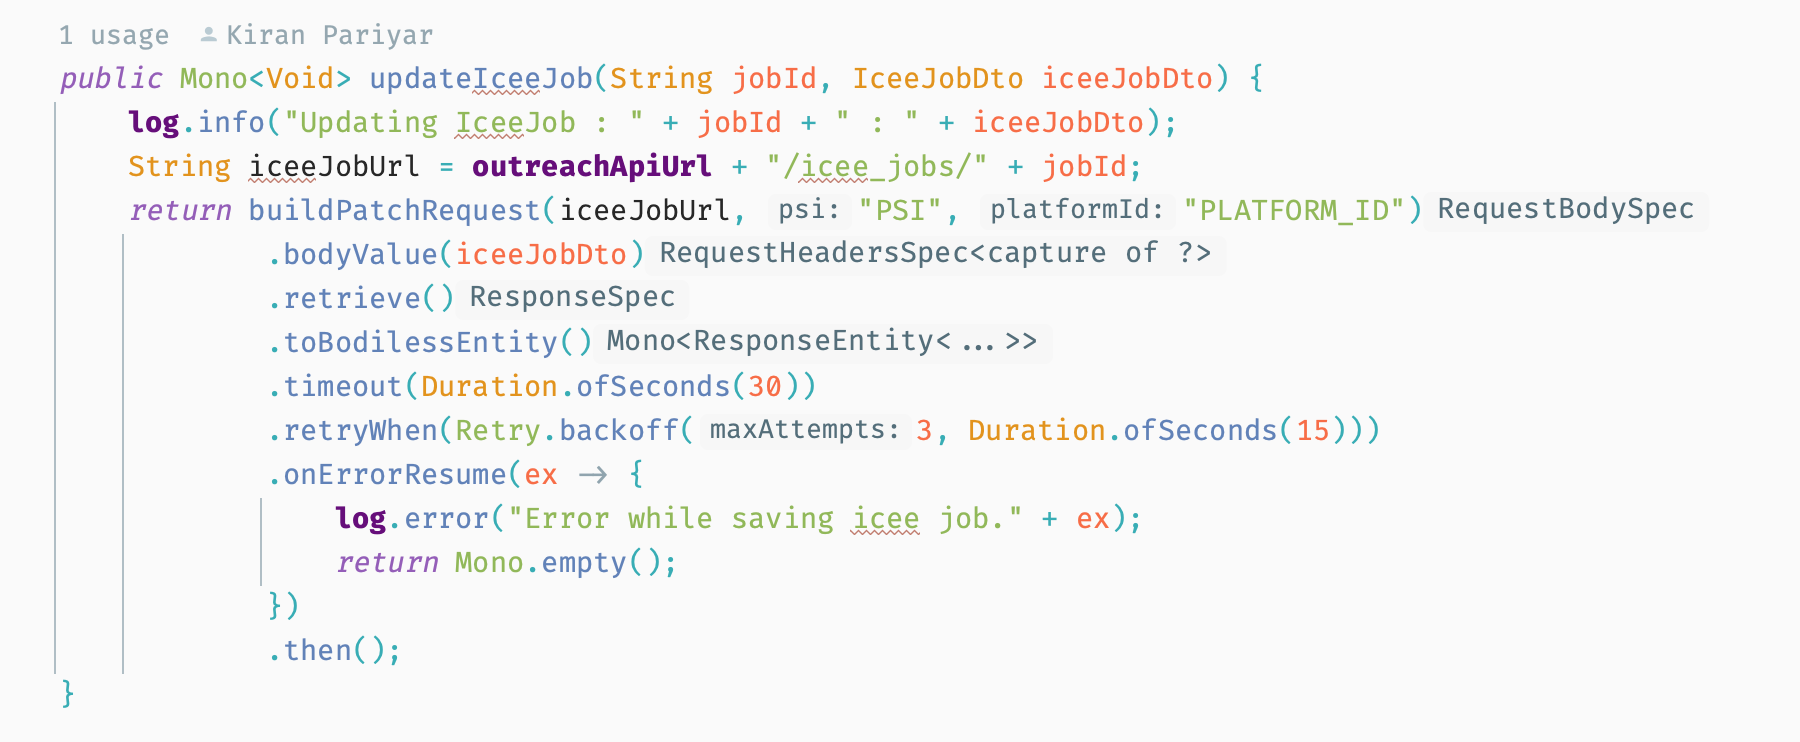 1 usage Kiran Pariyar
public Mono<Void> updateIceeJob(String jobId, IceeJobDto iceeJobDto) {
log.info("Updating IceeJob : " + jobId + " : " + iceeJobDto);
String iceeJobUrl = outreachApiUrl + "/icee_jobs/" + jobId;
return buildPatchRequest(iceeJobUrl, psi: "PSI", platformId: "PLATFORM_ID") RequestBodySpec
.bodyValue(iceeJobDto) RequestHeadersSpec<capture of ?>
.retrieve() ResponseSpec
.toBodilessEntity() Mono<ResponseEntity<...>>
.timeout(Duration.ofSeconds(30))
.retryWhen(Retry.backoff( maxAttempts: 3, Duration.ofSeconds(15)))
.onErrorResume(ex -> {
log.error("Error while saving icee job." + ex);
return Mono.empty();
})
.then();
}